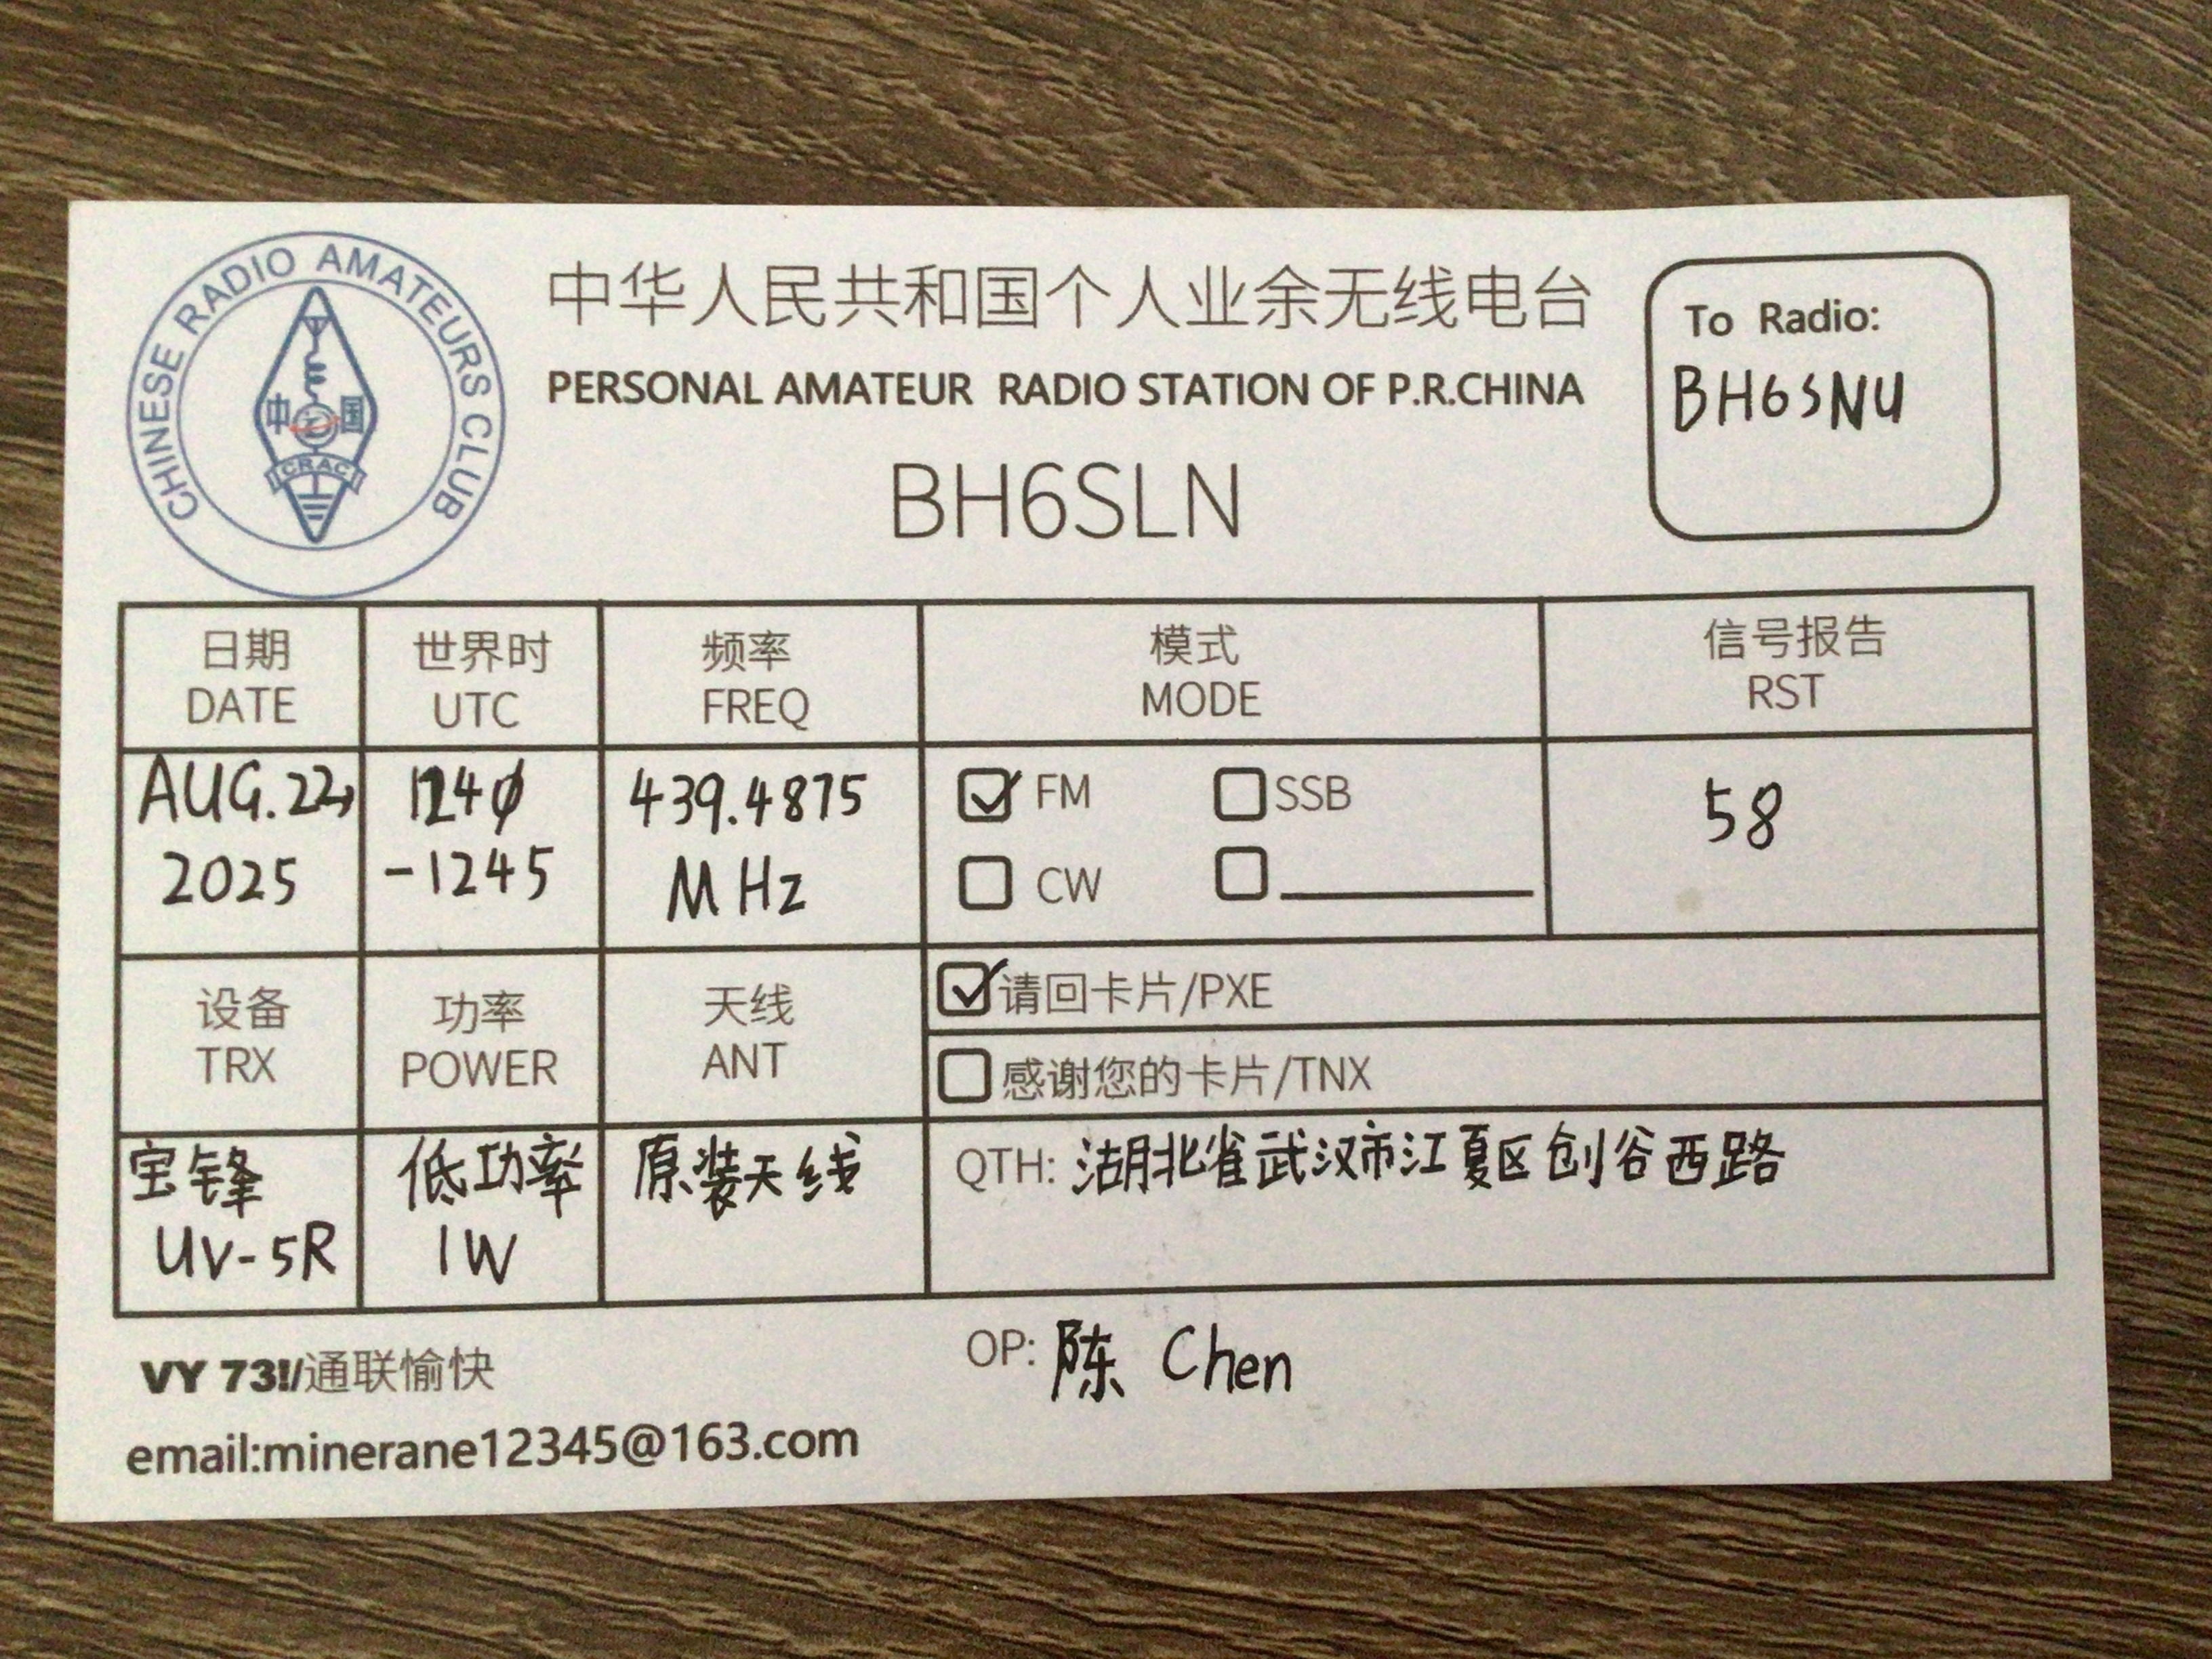 CHINESE RADIO AMATEURS CLUB
中 国
CRAC
中华人民共和国个人业余无线电台
PERSONAL AMATEUR RADIO STATION OF P.R.CHINA
BH6SLN
To Radio:
BH6SNU
日期 世界时 频率 模式 信号报告
DATE UTC FREQ MODE RST
AUG.22, 124φ 439.4875 FM SSB 58
2025 -1245 MHz CW
设备 功率 天线 请回卡片/PXE
TRX POWER ANT 感谢您的卡片/TNX
宝锋 低功率 原装天线 QTH: 湖北省武汉市江夏区创谷西路
UV-5R 1W
VY 73!/通联愉快 OP: 陈 Chen
email:minerane12345@163.com